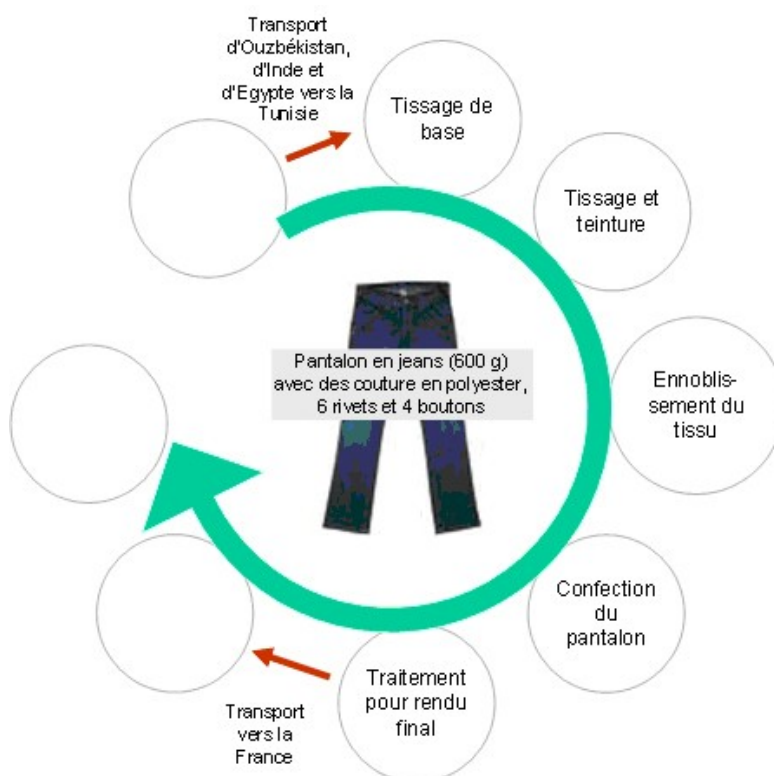 Transport
d'Ouzbékistan,
d'Inde et
d'Egypte vers la
Tunisie
Tissage de
base
Tissage et
teinture
Ennoblis-
sement du
tissu
Confection
du
pantalon
Traitement
pour rendu
final
Transport
vers la
France
Pantalon en jeans (600 g)
avec des couture en polyester,
6 rivets et 4 boutons